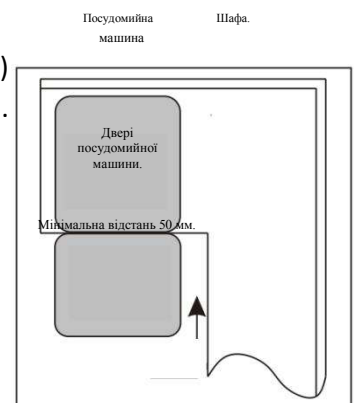 Посудомийна
машина
Шафа.
)
.
Двері
посудомийної
машини.
Мінімальна відстань 50 мм.